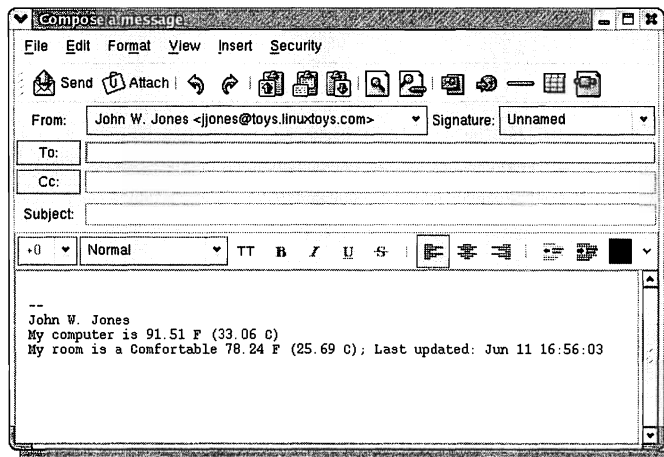 Compose a message
File Edit Format View Insert Security
Send Attach
From: John W. Jones <jjones@toys.linuxtoys.com> Signature: Unnamed
To:
Cc:
Subject:
+0 Normal TT B I U S
--
John W. Jones
My computer is 91.51 F (33.06 C)
My room is a Comfortable 78.24 F (25.69 C); Last updated: Jun 11 16:56:03